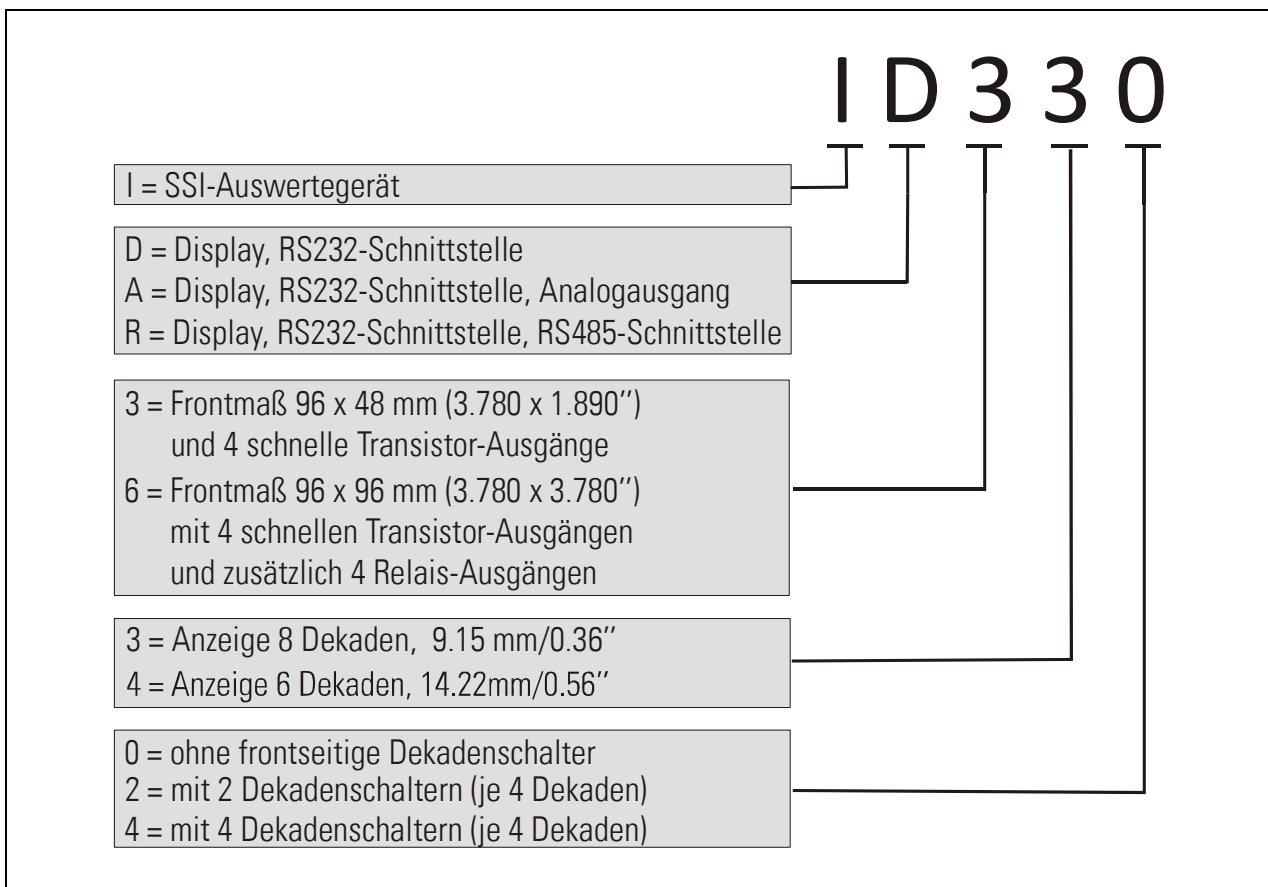 ID330
I = SSI-Auswertegerät
D = Display, RS232-Schnittstelle
A = Display, RS232-Schnittstelle, Analogausgang
R = Display, RS232-Schnittstelle, RS485-Schnittstelle
3 = Frontmaß 96 x 48 mm (3.780 x 1.890’’)
und 4 schnelle Transistor-Ausgänge
6 = Frontmaß 96 x 96 mm (3.780 x 3.780’’)
mit 4 schnellen Transistor-Ausgängen
und zusätzlich 4 Relais-Ausgängen
3 = Anzeige 8 Dekaden, 9.15 mm/0.36’’
4 = Anzeige 6 Dekaden, 14.22mm/0.56’’
0 = ohne frontseitige Dekadenschalter
2 = mit 2 Dekadenschaltern (je 4 Dekaden)
4 = mit 4 Dekadenschaltern (je 4 Dekaden)